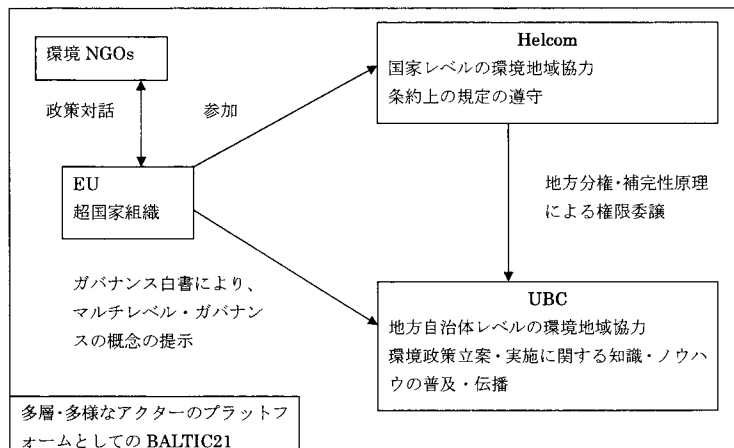 環境 NGOs
Helcom
国家レベルの環境地域協力
条約上の規定の遵守
政策対話
参加
EU
超国家組織
地方分権・補完性原理
による権限委譲
ガバナンス白書により、
マルチレベル・ガバナン
スの概念の提示
UBC
地方自治体レベルの環境地域協力
環境政策立案・実施に関する知識・ノウハ
ウの普及・伝播
多層・多様なアクターのプラットフ
ォームとしての BALTIC21